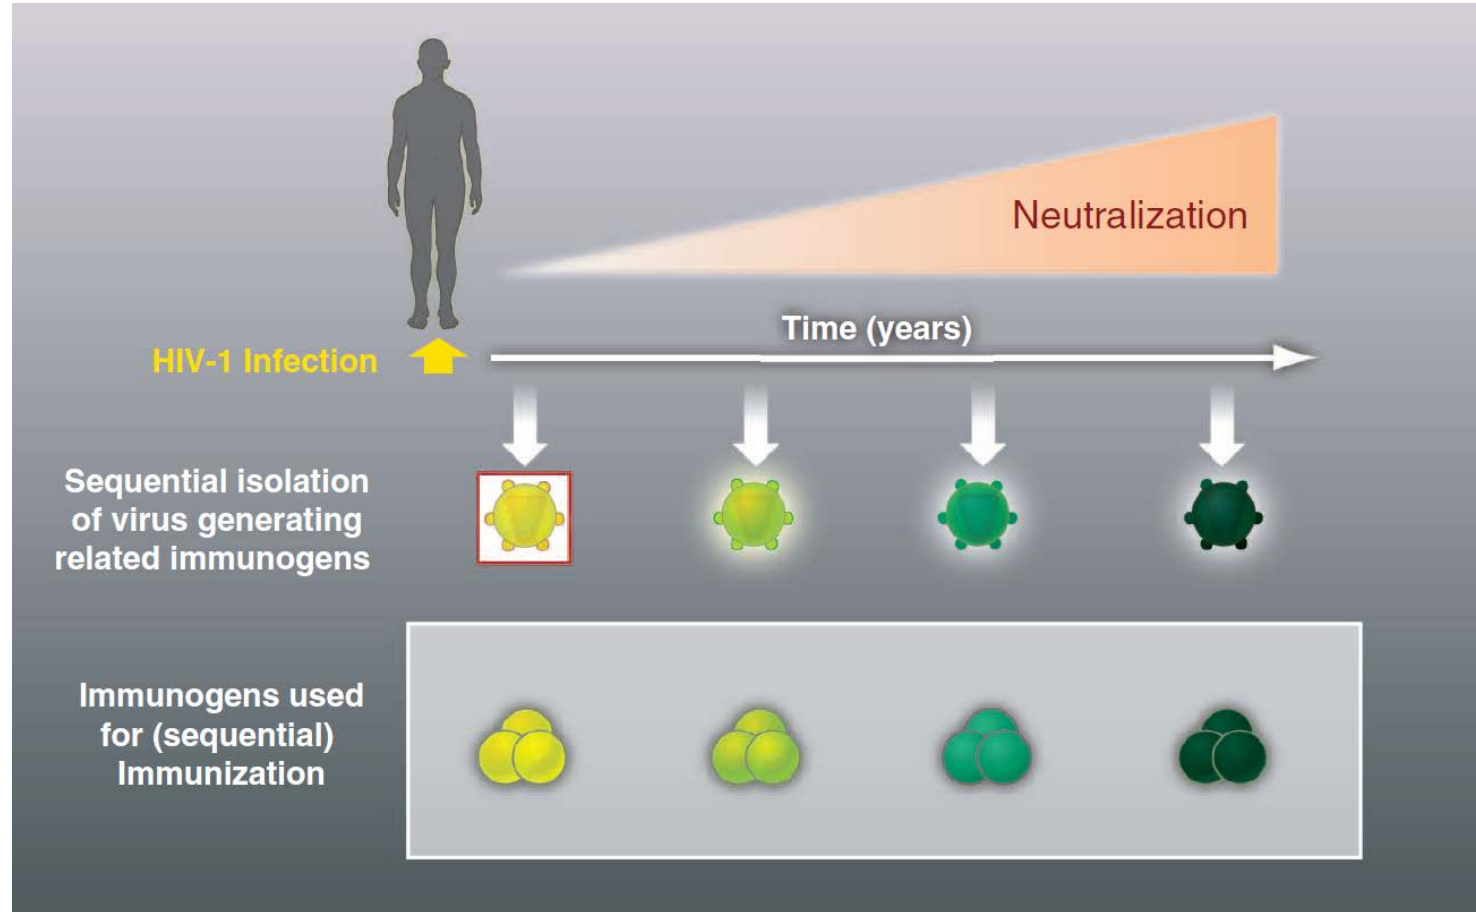 Neutralization
Time (years)
HIV-1 Infection
Sequential isolation
of virus generating
related immunogens
Immunogens used
for (sequential)
Immunization